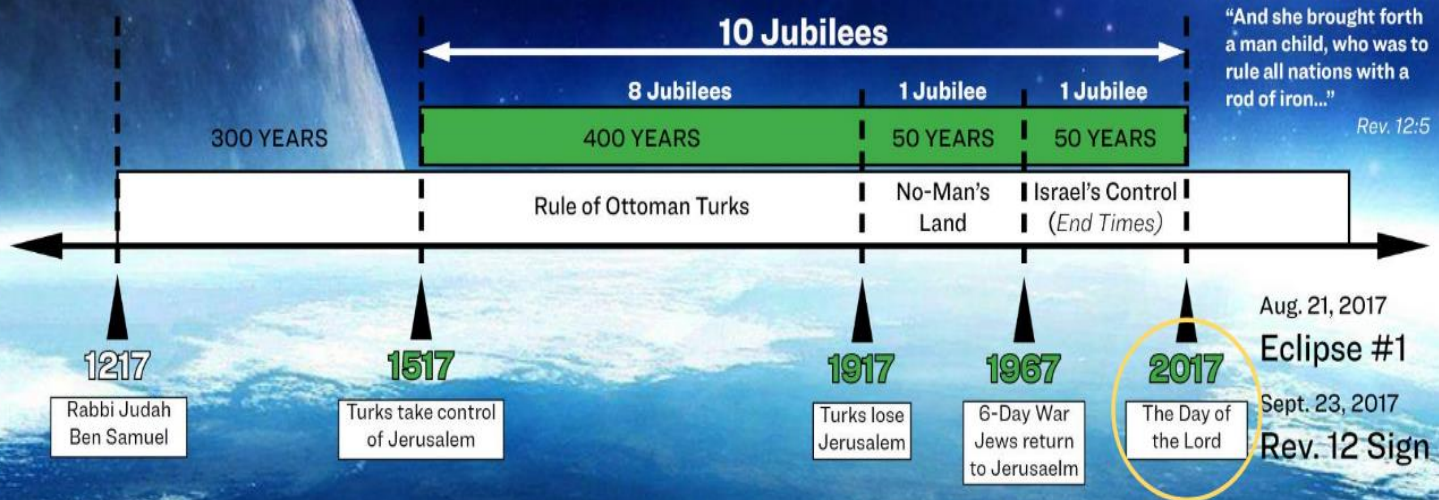 10 Jubilees
"And she brought forth
a man child, who was to
rule all nations with a
rod of iron..."
Rev. 12:5
8 Jubilees
1 Jubilee
1 Jubilee
300 YEARS
400 YEARS
50 YEARS
50 YEARS
Rule of Ottoman Turks
No-Man's
Land
Israel's Control
(End Times)
1217
Rabbi Judah
Ben Samuel
1517
Turks take control
of Jerusalem
1917
Turks lose
Jerusalem
1967
6-Day War
Jews return
to Jerusaelm
2017
The Day of
the Lord
Aug. 21, 2017
Eclipse #1
Sept. 23, 2017
Rev. 12 Sign